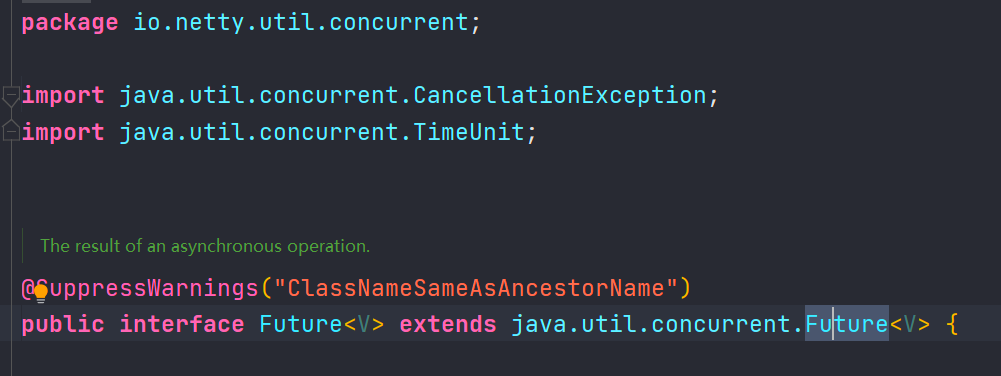 package io.netty.util.concurrent;
import java.util.concurrent.CancellationException;
import java.util.concurrent.TimeUnit;
The result of an asynchronous operation.
@SuppressWarnings("ClassNameSameAsAncestorName")
public interface Future<V> extends java.util.concurrent.Future<V> {